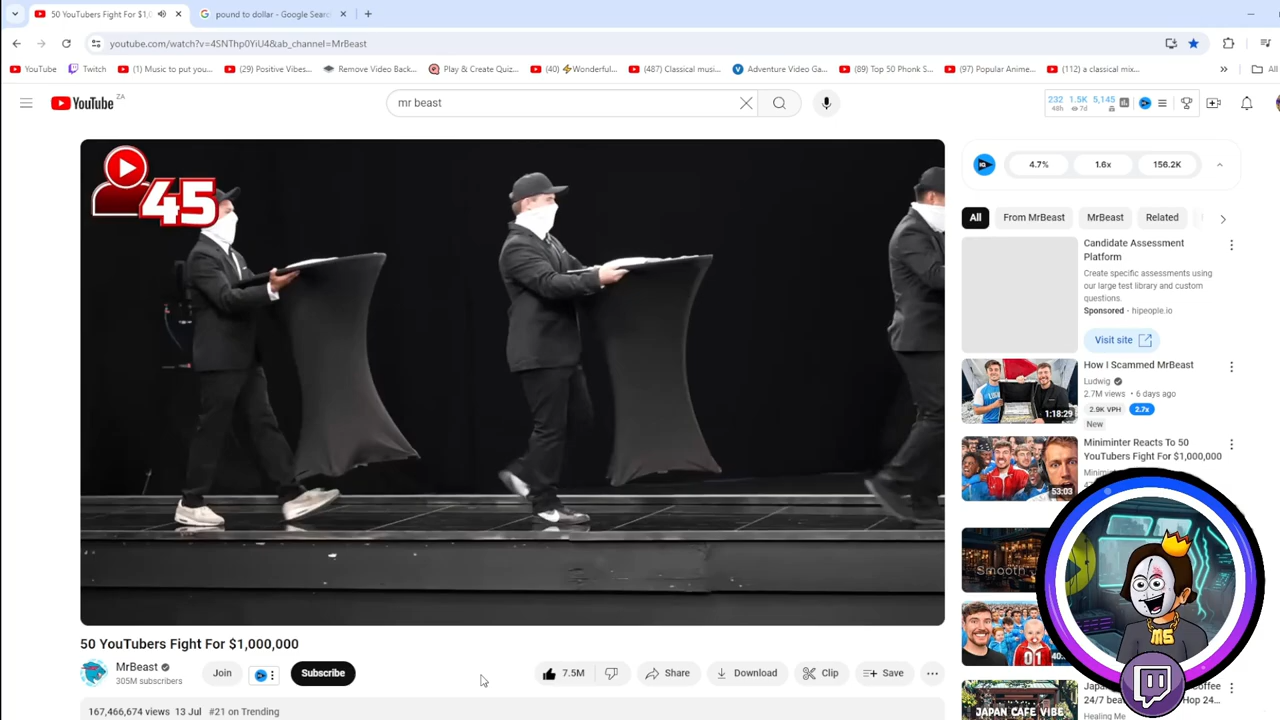 50 YouTubers Fight For $1,0
pound to dollar - Google Searc
youtube.com/watch?v=4SNThp0YiU4&ab_channel=MrBeast
YouTube
Twitch
(1) Music to put you...
(29) Positive Vibes...
Remove Video Back...
Play & Create Quiz...
(40) ⚡Wonderful...
(487) Classical musi...
Adventure Video Ga...
(89) Top 50 Phonk S...
(97) Popular Anime...
(112) a classical mix...
All
YouTube ZA
mr beast
232 1.5K 5,145
48h 7d
45
4.7% 1.6x 156.2K
All From MrBeast MrBeast Related
Candidate Assessment
Platform
Create specific assessments using
our large test library and custom
questions.
Sponsored - hipeople.io
Visit site
How I Scammed MrBeast
Ludwig
2.7M views • 6 days ago
2.9K VPH 2.7x
New
1:18:29
Miniminter Reacts To 50
YouTubers Fight For $1,000,000
53:03
Smooth
01
MS
50 YouTubers Fight For $1,000,000
MrBeast
305M subscribers
Join
Subscribe
7.5M
Share
Download
Clip
Save
167,466,674 views 13 Jul #21 on Trending
JAPAN CAFE VIBE
24/7 bea
Hop 24...
Healing Me